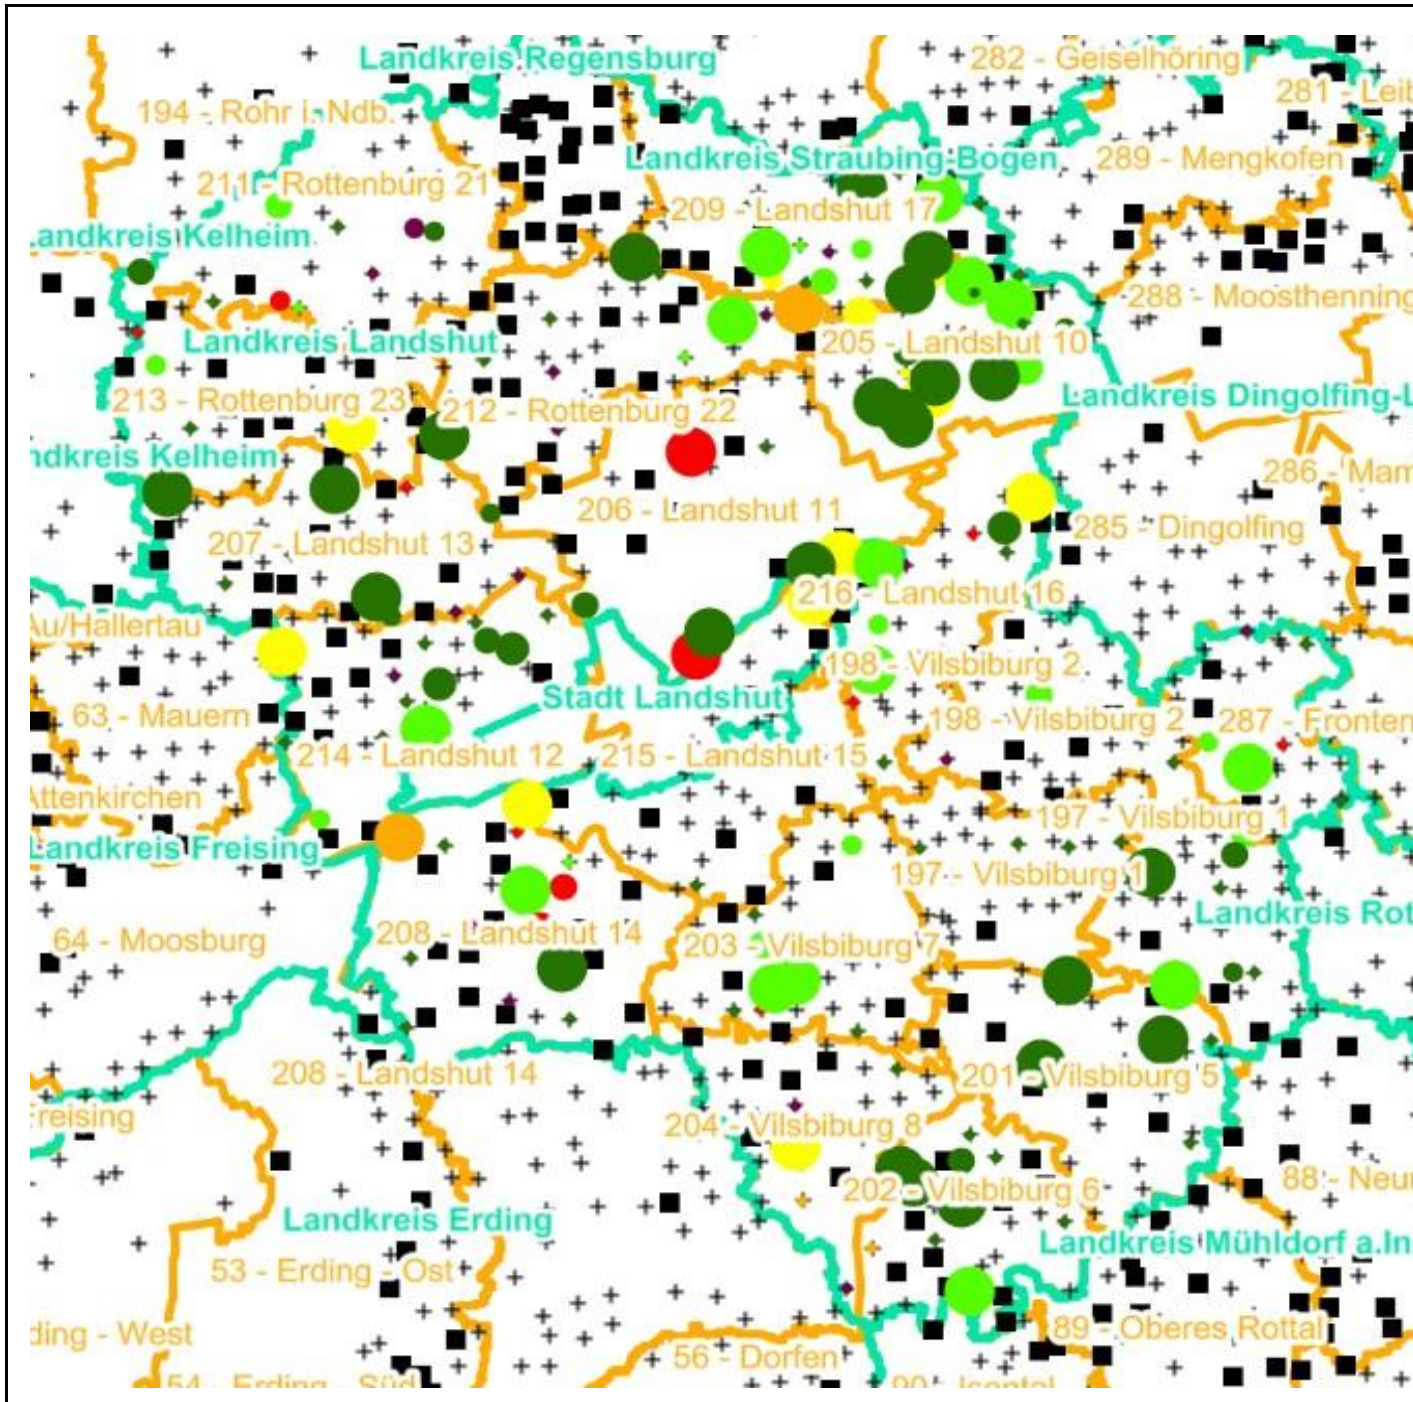 Landkreis Regensburg
282 - Geiselhöring
281 - Leib
194 - Rohr i. Ndb.
Landkreis Straubing-Bogen
289 - Mengkofen
211 - Rottenburg 21
209 - Landshut 17
Landkreis Kelheim
288 - Moosthenning
Landkreis Landshut
205 - Landshut 10
213 - Rottenburg 23
212 - Rottenburg 22
Landkreis Dingolfing-L
ndkreis Kelheim
286 - Mam
206 - Landshut 11
285 - Dingolfing
207 - Landshut 13
216 - Landshut 16
Au/Hallertau
198 - Vilsbiburg 2
Stadt Landshut
63 - Mauern
198 - Vilsbiburg 2
287 - Fronten
214 - Landshut 12
215 - Landshut 15
Attenkirchen
197 - Vilsbiburg 1
Landkreis Freising
197 - Vilsbiburg 1
Landkreis Rot
64 - Moosburg
208 - Landshut 14
203 - Vilsbiburg 7
208 - Landshut 14
201 - Vilsbiburg 5
Freising
204 - Vilsbiburg 8
88 - Neu
202 - Vilsbiburg 6
Landkreis Erding
Landkreis Mühldorf a.In
53 - Erding - Ost
ding - West
89 - Oberes Rottal
56 - Dorfen
54 - Erding - Süd
90 - Isental